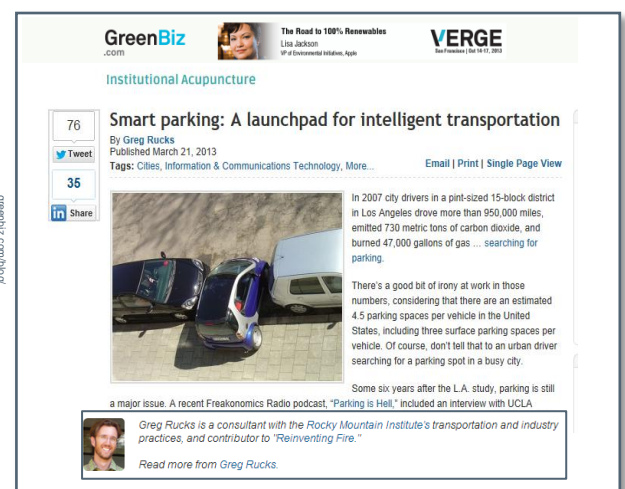 GreenBiz
.com
The Road to 100% Renewables
Lisa Jackson
VP of Environmental Initiatives, Apple
VERGE
San Francisco | Oct 14-17, 2013
Institutional Acupuncture
76
Tweet
35
in Share
Smart parking: A launchpad for intelligent transportation
By Greg Rucks
Published March 21, 2013
Tags: Cities, Information & Communications Technology, More...
Email | Print | Single Page View
In 2007 city drivers in a pint-sized 15-block district
in Los Angeles drove more than 950,000 miles,
emitted 730 metric tons of carbon dioxide, and
burned 47,000 gallons of gas ... searching for
parking.
There's a good bit of irony at work in those
numbers, considering that there are an estimated
4.5 parking spaces per vehicle in the United
States, including three surface parking spaces per
vehicle. Of course, don't tell that to an urban driver
searching for a parking spot in a busy city.
Some six years after the L.A. study, parking is still
a major issue. A recent Freakonomics Radio podcast, "Parking is Hell," included an interview with UCLA
Greg Rucks is a consultant with the Rocky Mountain Institute's transportation and industry
practices, and contributor to "Reinventing Fire."
Read more from Greg Rucks.
greenbiz.com/blog/